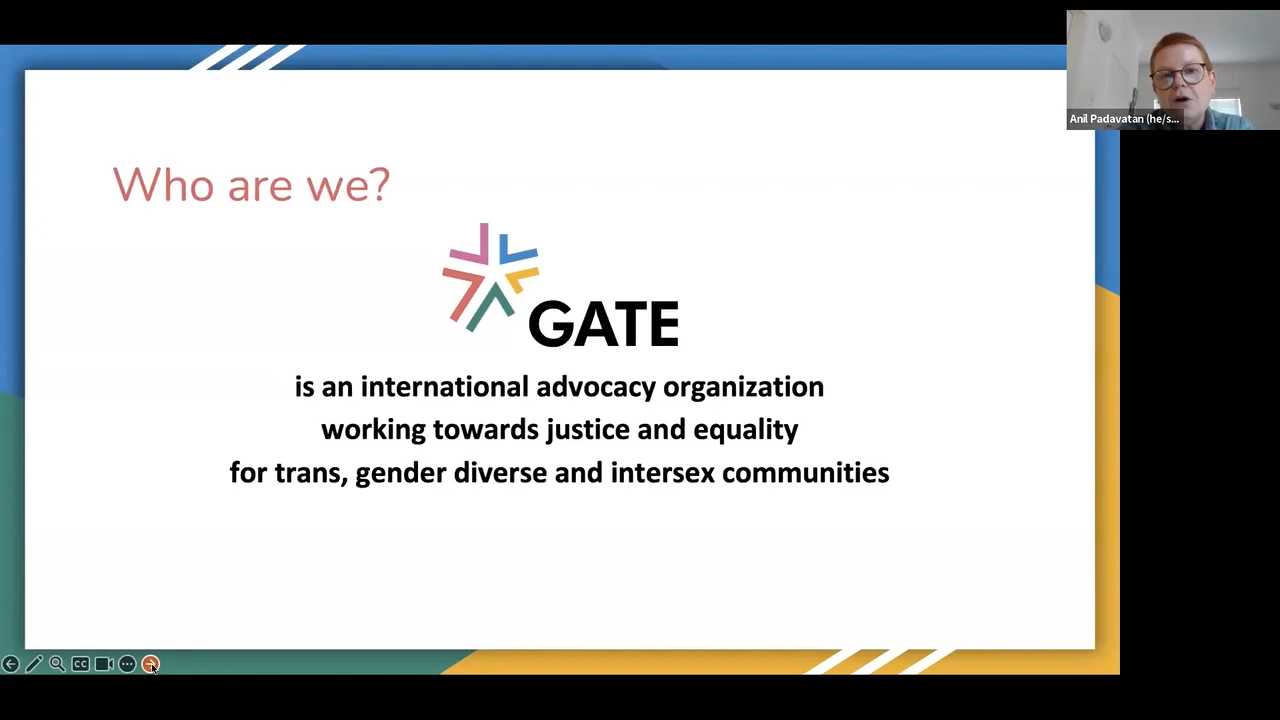 Anil Padavatan (he/s...
Who are we?
GATE
is an international advocacy organization
working towards justice and equality
for trans, gender diverse and intersex communities
CC